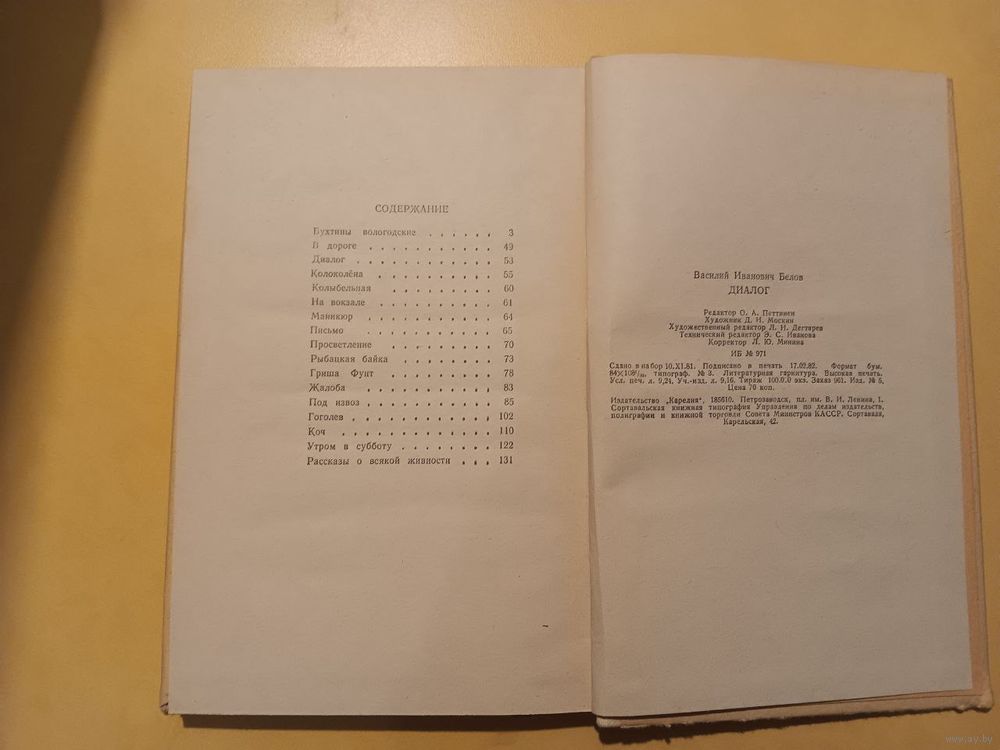 СОДЕРЖАНИЕ
Бухтины вологодские . . . . . . 3
В дороге . . . . . . . . . . . 49
Диалог . . . . . . . . . . . . 53
Колоколёна . . . . . . . . . . 55
Колыбельная . . . . . . . . . 60
На вокзале . . . . . . . . . . 61
Маникюр . . . . . . . . . . . 64
Письмо . . . . . . . . . . . . 65
Просветление . . . . . . . . . 70
Рыбацкая байка . . . . . . . . 73
Гриша Фунт . . . . . . . . . . 78
Жалоба . . . . . . . . . . . . 83
Под извоз . . . . . . . . . . 85
Гоголев . . . . . . . . . . . 102
Коч . . . . . . . . . . . . . 110
Утром в субботу . . . . . . . 122
Рассказы о всякой живности . . . 131
Василий Иванович Белов
ДИАЛОГ
Редактор О. А. Петтинен
Художник Д. И. Москин
Художественный редактор Л. Н. Дегтярев
Технический редактор Э. С. Иванова
Корректор Л. Ю. Минина
ИБ № 971
Сдано в набор 10.XI.81. Подписано в печать 17.02.82. Формат бум.
84×108¹/₃₂, типограф. № 3. Литературная гарнитура. Высокая печать.
Усл. печ. л. 9,24. Уч.-изд. л. 9,16. Тираж экз. Заказ 961. Изд. № 5.
Цена 70 коп.
Издательство „Карелия“, 185610. Петрозаводск, пл. им. В. И. Ленина, 1.
Сортавальская книжная типография Управления по делам издательств,
полиграфии и книжной торговли Совета Министров КАССР. Сортавала,
Карельская, 42.
www.ay.by